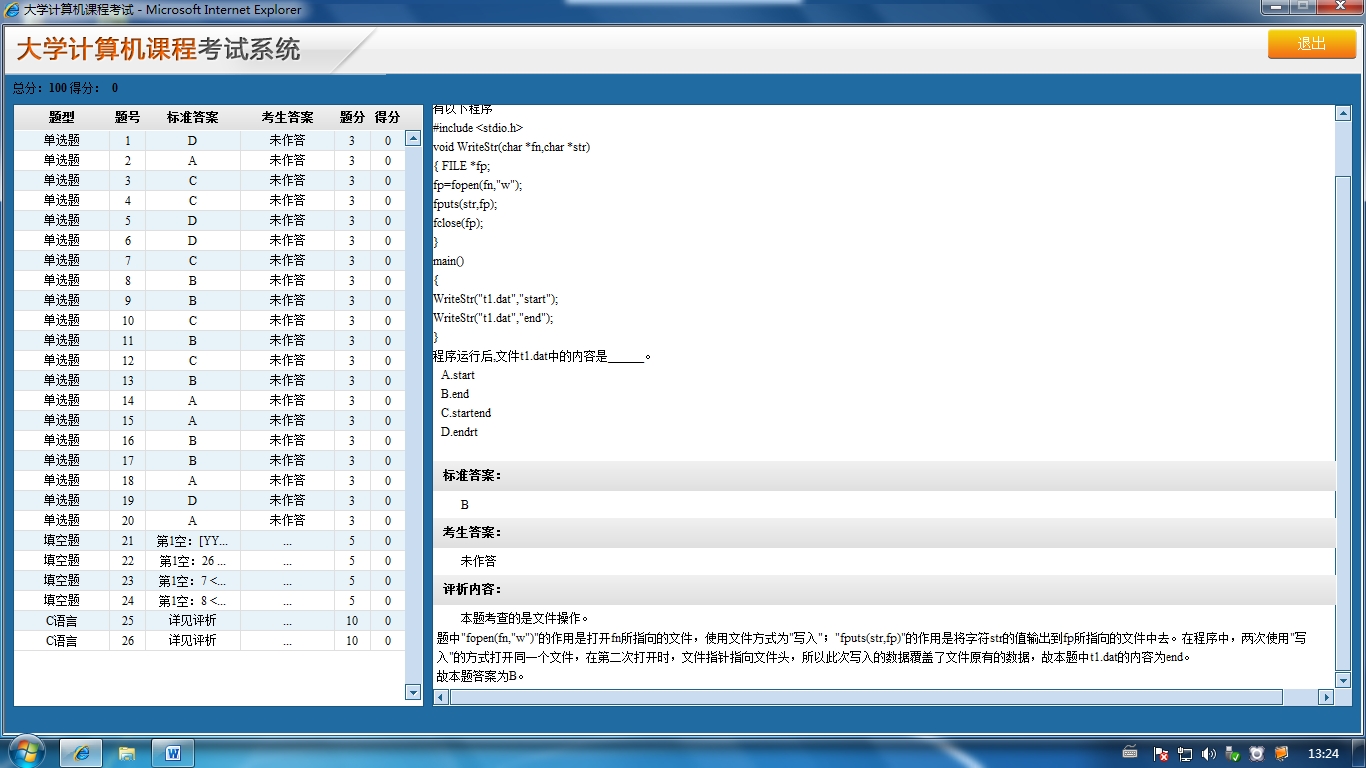 大学计算机课程考试 - Microsoft Internet Explorer
大学计算机课程考试系统
退出
总分：100 得分： 0
题型 题号 标准答案 考生答案 题分 得分
单选题 1 D 未作答 3 0
单选题 2 A 未作答 3 0
单选题 3 C 未作答 3 0
单选题 4 C 未作答 3 0
单选题 5 D 未作答 3 0
单选题 6 D 未作答 3 0
单选题 7 C 未作答 3 0
单选题 8 B 未作答 3 0
单选题 9 B 未作答 3 0
单选题 10 C 未作答 3 0
单选题 11 B 未作答 3 0
单选题 12 C 未作答 3 0
单选题 13 B 未作答 3 0
单选题 14 A 未作答 3 0
单选题 15 A 未作答 3 0
单选题 16 B 未作答 3 0
单选题 17 B 未作答 3 0
单选题 18 A 未作答 3 0
单选题 19 D 未作答 3 0
单选题 20 A 未作答 3 0
填空题 21 第1空：[YY... ... 5 0
填空题 22 第1空：26 ... ... 5 0
填空题 23 第1空：7 <... ... 5 0
填空题 24 第1空：8 <... ... 5 0
C语言 25 详见评析 ... 10 0
C语言 26 详见评析 ... 10 0
有以下程序
#include <stdio.h>
void WriteStr(char *fn,char *str)
{ FILE *fp;
fp=fopen(fn,"w");
fputs(str,fp);
fclose(fp);
}
main()
{
WriteStr("t1.dat","start");
WriteStr("t1.dat","end");
}
程序运行后,文件t1.dat中的内容是______。
A.start
B.end
C.startend
D.endrt
标准答案：
B
考生答案：
未作答
评析内容：
本题考查的是文件操作。
题中"fopen(fn,"w")"的作用是打开fn所指向的文件，使用文件方式为"写入"；"fputs(str,fp)"的作用是将字符str的值输出到fp所指向的文件中去。在程序中，两次使用"写
入"的方式打开同一个文件，在第二次打开时，文件指针指向文件头，所以此次写入的数据覆盖了文件原有的数据，故本题中t1.dat的内容为end。
故本题答案为B。
13:24